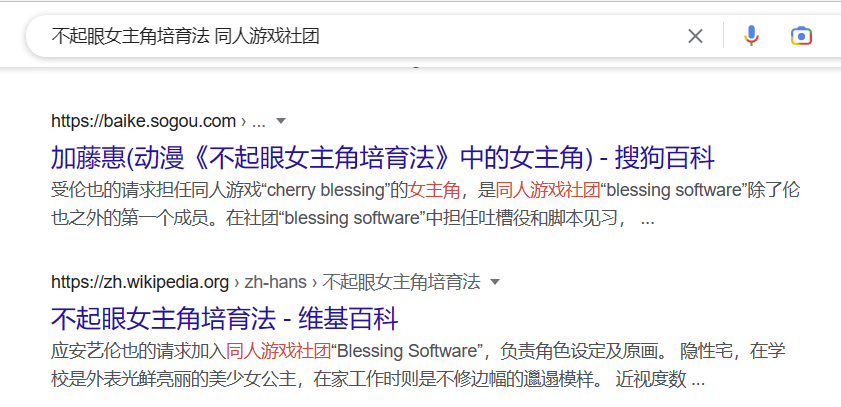 不起眼女主角培育法 同人游戏社团
https://baike.sogou.com › ...
加藤惠(动漫《不起眼女主角培育法》中的女主角) - 搜狗百科
受伦也的请求担任同人游戏“cherry blessing”的女主角，是同人游戏社团“blessing software”除了伦
也之外的第一个成员。在社团“blessing software”中担任吐槽役和脚本见习， ...
https://zh.wikipedia.org › zh-hans › 不起眼女主角培育法
不起眼女主角培育法 - 维基百科
应安艺伦也的请求加入同人游戏社团“Blessing Software”，负责角色设定及原画。 隐性宅，在学
校是外表光鲜亮丽的美少女公主，在家工作时则是不修边幅的邋遢模样。 近视度数 ...